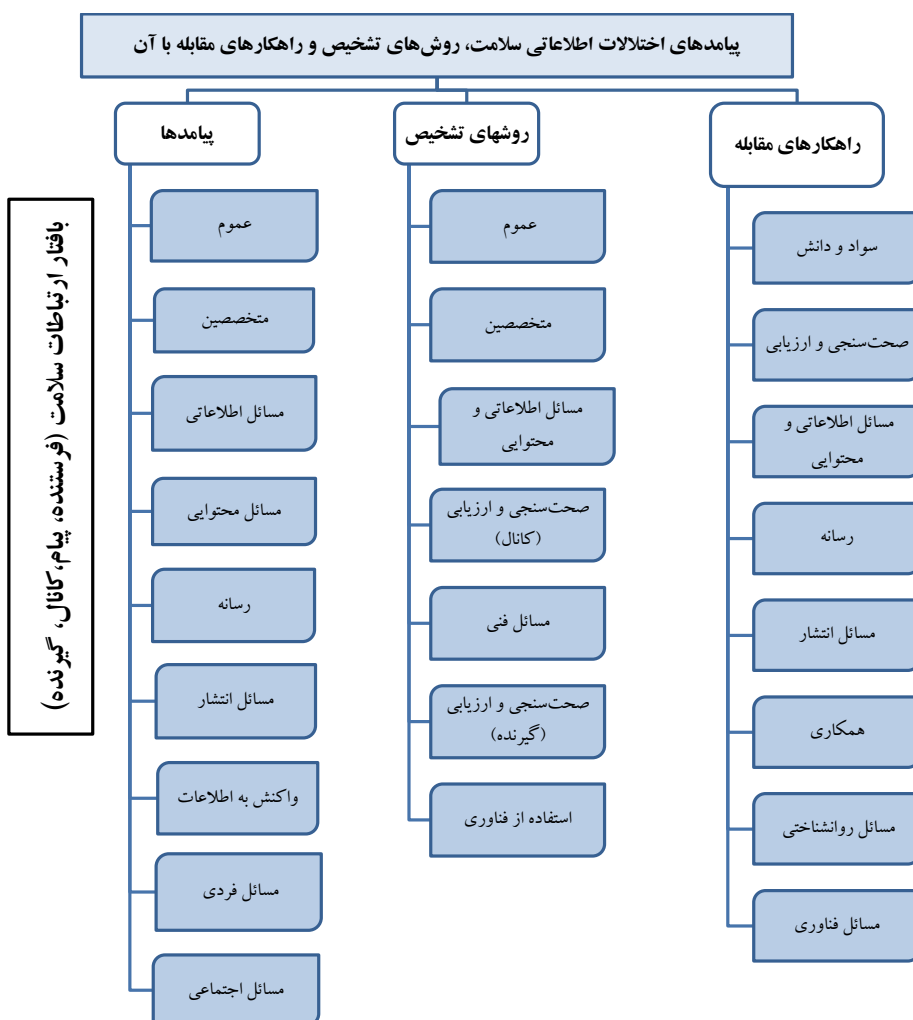 پیامدهای اختلالات اطلاعاتی سلامت، روش‌های تشخیص و راهکارهای مقابله با آن
راهکارهای مقابله
سواد و دانش
صحت‌سنجی و ارزیابی
مسائل اطلاعاتی و
محتوایی
رسانه
مسائل انتشار
همکاری
مسائل روانشناختی
مسائل فناوری
روشهای تشخیص
عموم
متخصصین
مسائل اطلاعاتی و
محتوایی
صحت‌سنجی و ارزیابی
(کانال)
مسائل فنی
صحت‌سنجی و ارزیابی
(گیرنده)
استفاده از فناوری
پیامدها
عموم
متخصصین
مسائل اطلاعاتی
مسائل محتوایی
رسانه
مسائل انتشار
واکنش به اطلاعات
مسائل فردی
مسائل اجتماعی
بافتار ارتباطات سلامت (فرستنده، پیام، کانال، گیرنده)